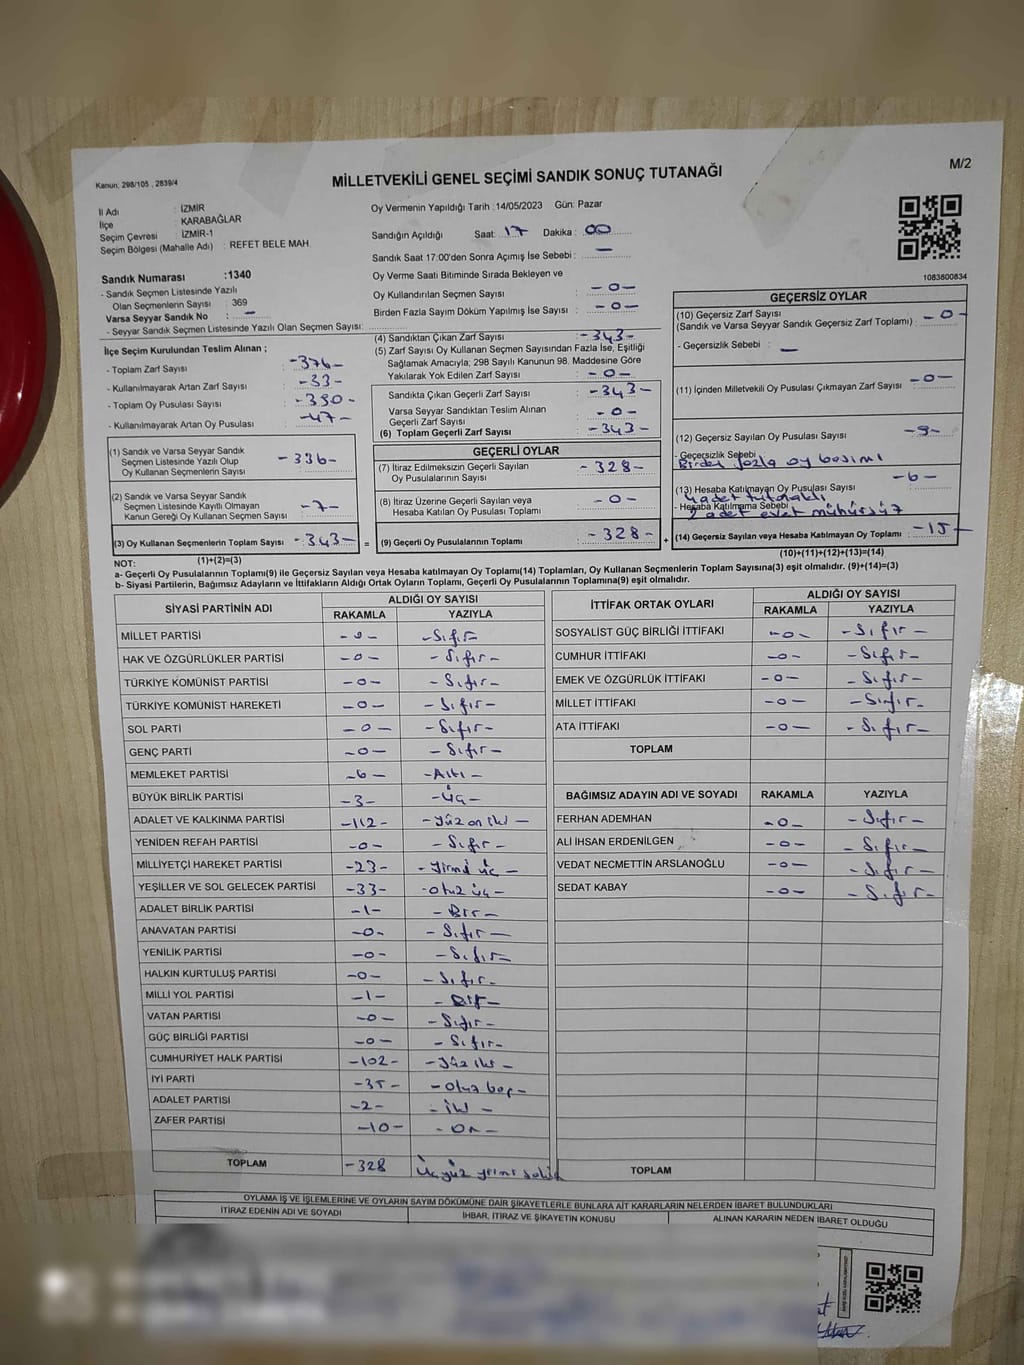 Kanun: 298/105 , 2839/4
MİLLETVEKİLİ GENEL SEÇİMİ SANDIK SONUÇ TUTANAĞI
M/2
İl Adı : İZMİR
İlçe : KARABAĞLAR
Seçim Çevresi : İZMİR-1
Seçim Bölgesi (Mahalle Adı) : REFET BELE MAH.
Sandık Numarası :1340
- Sandık Seçmen Listesinde Yazılı
Olan Seçmenlerin Sayısı : 369
Varsa Seyyar Sandık No : -
- Seyyar Sandık Seçmen Listesinde Yazılı Olan Seçmen Sayısı:
Oy Vermenin Yapıldığı Tarih :14/05/2023 Gün: Pazar
Sandığın Açıldığı Saat: 17 Dakika: 00
Sandık Saat 17:00'den Sonra Açımış İse Sebebi : -
Oy Verme Saati Bitiminde Sırada Bekleyen ve
Oy Kullandırılan Seçmen Sayısı : -0-
Birden Fazla Sayım Döküm Yapılmış İse Sayısı : -0-
1083600834
İlçe Seçim Kurulundan Teslim Alınan ;
- Toplam Zarf Sayısı : -376-
- Kullanılmayarak Artan Zarf Sayısı : -33-
- Toplam Oy Pusulası Sayısı : -390-
- Kullanılmayarak Artan Oy Pusulası : -47-
(1) Sandık ve Varsa Seyyar Sandık
Seçmen Listesinde Yazılı Olup
Oy Kullanan Seçmenlerin Sayısı : -336-
(2) Sandık ve Varsa Seyyar Sandık
Seçmen Listesinde Kayıtlı Olmayan
Kanun Gereği Oy Kullanan Seçmen Sayısı : -7-
(3) Oy Kullanan Seçmenlerin Toplam Sayısı : -343- =
(1)+(2)=(3)
(4) Sandıktan Çıkan Zarf Sayısı : -343-
(5) Zarf Sayısı Oy Kullanan Seçmen Sayısından Fazla İse, Eşitliği
Sağlamak Amacıyla; 298 Sayılı Kanunun 98. Maddesine Göre
Yakılarak Yok Edilen Zarf Sayısı : -0-
Sandıkta Çıkan Geçerli Zarf Sayısı : -343-
Varsa Seyyar Sandıktan Teslim Alınan
Geçerli Zarf Sayısı : -0-
(6) Toplam Geçerli Zarf Sayısı : -343-
GEÇERLİ OYLAR
(7) İtiraz Edilmeksizin Geçerli Sayılan
Oy Pusulalarının Sayısı : -328-
(8) İtiraz Üzerine Geçerli Sayılan veya
Hesaba Katılan Oy Pusulası Toplamı : -0-
(9) Geçerli Oy Pusulalarının Toplamı : -328- +
GEÇERSİZ OYLAR
(10) Geçersiz Zarf Sayısı
(Sandık ve Varsa Seyyar Sandık Geçersiz Zarf Toplamı) : -0-
- Geçersizlik Sebebi : -
(11) İçinden Milletvekili Oy Pusulası Çıkmayan Zarf Sayısı : -0-
(12) Geçersiz Sayılan Oy Pusulası Sayısı : -9-
- Geçersizlik Sebebi
Birden fazla oy basımı
(13) Hesaba Katılmayan Oy Pusulası Sayısı : -6-
4 adet tutanaklı
- Hesaba Katılmama Sebebi
2 adet evet mühürsüz
(14) Geçersiz Sayılan veya Hesaba Katılmayan Oy Toplamı : -15-
(10)+(11)+(12)+(13)=(14)
NOT:
a- Geçerli Oy Pusulalarının Toplamı(9) ile Geçersiz Sayılan veya Hesaba katılmayan Oy Toplamı(14) Toplamları, Oy Kullanan Seçmenlerin Toplam Sayısına(3) eşit olmalıdır. (9)+(14)=(3)
b- Siyasi Partilerin, Bağımsız Adayların ve İttifakların Aldığı Ortak Oyların Toplamı, Geçerli Oy Pusulalarının Toplamına(9) eşit olmalıdır.
SİYASİ PARTİNİN ADI ALDIĞI OY SAYISI
RAKAMLA YAZIYLA
MİLLET PARTİSİ -0- -Sıfır
HAK VE ÖZGÜRLÜKLER PARTİSİ -0- -Sıfır-
TÜRKİYE KOMÜNİST PARTİSİ -0- -Sıfır-
TÜRKİYE KOMÜNİST HAREKETİ -0- -Sıfır-
SOL PARTİ -0- -Sıfır-
GENÇ PARTİ -0- -Sıfır-
MEMLEKET PARTİSİ -6- -Altı-
BÜYÜK BİRLİK PARTİSİ -3- -Üç-
ADALET VE KALKINMA PARTİSİ -112- -Yüz on iki-
YENİDEN REFAH PARTİSİ -0- -Sıfır-
MİLLİYETÇİ HAREKET PARTİSİ -23- -Yirmi üç-
YEŞİLLER VE SOL GELECEK PARTİSİ -33- -otuz üç-
ADALET BİRLİK PARTİSİ -1- -Bir-
ANAVATAN PARTİSİ -0- -Sıfır-
YENİLİK PARTİSİ -0- -Sıfır-
HALKIN KURTULUŞ PARTİSİ -0- -Sıfır-
MİLLİ YOL PARTİSİ -1- -Bir-
VATAN PARTİSİ -0- -Sıfır-
GÜÇ BİRLİĞİ PARTİSİ -0- -Sıfır-
CUMHURİYET HALK PARTİSİ -102- -Yüz iki-
İYİ PARTİ -35- -Otuz beş-
ADALET PARTİSİ -2- -İki-
ZAFER PARTİSİ -10- -On-
TOPLAM -328 Üçyüz yirmi sekiz
İTTİFAK ORTAK OYLARI ALDIĞI OY SAYISI
RAKAMLA YAZIYLA
SOSYALİST GÜÇ BİRLİĞİ İTTİFAKI -0- -Sıfır-
CUMHUR İTTİFAKI -0- -Sıfır-
EMEK VE ÖZGÜRLÜK İTTİFAKI -0- -Sıfır-
MİLLET İTTİFAKI -0- -Sıfır-
ATA İTTİFAKI -0- -Sıfır-
TOPLAM
BAĞIMSIZ ADAYIN ADI VE SOYADI RAKAMLA YAZIYLA
FERHAN ADEMHAN -0- -Sıfır-
ALİ İHSAN ERDENİLGEN -0- -Sıfır-
VEDAT NECMETTİN ARSLANOĞLU -0- -Sıfır-
SEDAT KABAY -0- -Sıfır-
TOPLAM
OYLAMA İŞ VE İŞLEMLERİNE VE OYLARIN SAYIM DÖKÜMÜNE DAİR ŞİKAYETLERLE BUNLARA AİT KARARLARIN NELERDEN İBARET BULUNDUKLARI
İTİRAZ EDENİN ADI VE SOYADI İHBAR, İTİRAZ VE ŞİKAYETİN KONUSU ALINAN KARARIN NEDEN İBARET OLDUĞU